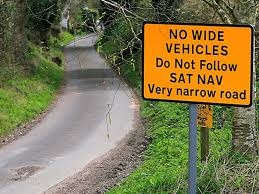 NO WIDE
VEHICLES
Do Not Follow
SAT NAV
Very narrow road